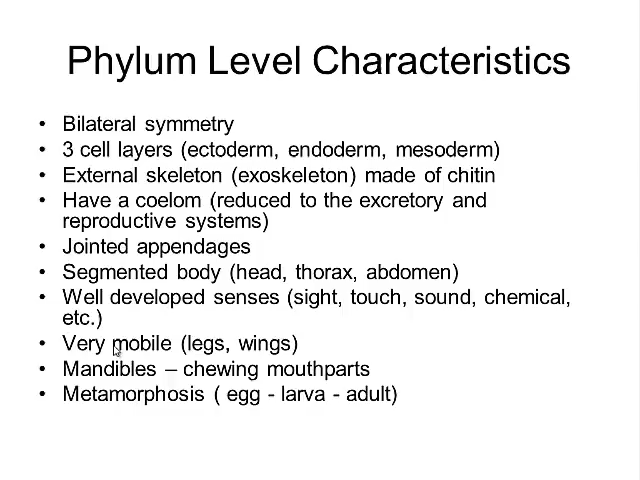 Phylum Level Characteristics
• Bilateral symmetry
• 3 cell layers (ectoderm, endoderm, mesoderm)
• External skeleton (exoskeleton) made of chitin
• Have a coelom (reduced to the excretory and
reproductive systems)
• Jointed appendages
• Segmented body (head, thorax, abdomen)
• Well developed senses (sight, touch, sound, chemical,
etc.)
• Very mobile (legs, wings)
• Mandibles – chewing mouthparts
• Metamorphosis ( egg - larva - adult)